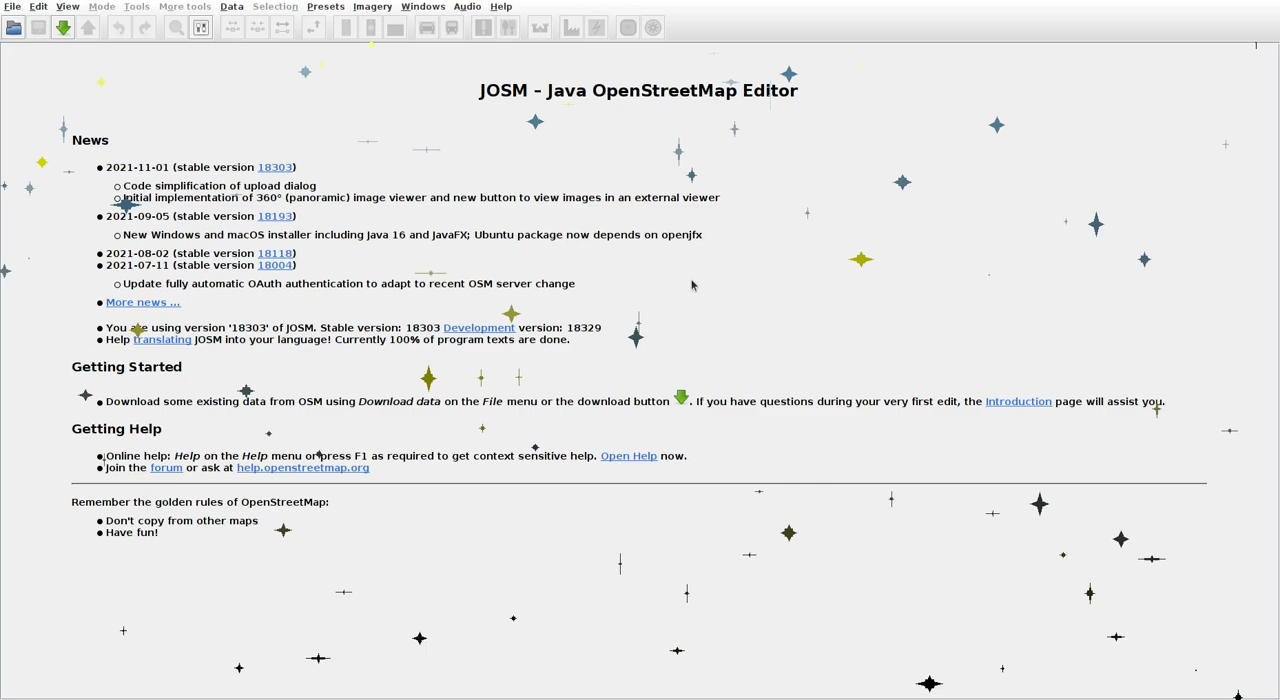 File Edit View Mode Tools More tools Data Selection Presets Imagery Windows Audio Help
JOSM – Java OpenStreetMap Editor
News
2021-11-01 (stable version 18303)
Code simplification of upload dialog
Initial implementation of 360° (panoramic) image viewer and new button to view images in an external viewer
2021-09-05 (stable version 18193)
New Windows and macOS installer including Java 16 and JavaFX; Ubuntu package now depends on openjfx
2021-08-02 (stable version 18118)
2021-07-11 (stable version 18004)
Update fully automatic OAuth authentication to adapt to recent OSM server change
More news ...
You are using version '18303' of JOSM. Stable version: 18303 Development version: 18329
Help translating JOSM into your language! Currently 100% of program texts are done.
Getting Started
Download some existing data from OSM using Download data on the File menu or the download button . If you have questions during your very first edit, the Introduction page will assist you.
Getting Help
Online help: Help on the Help menu or press F1 as required to get context sensitive help. Open Help now.
Join the forum or ask at help.openstreetmap.org
Remember the golden rules of OpenStreetMap:
Don't copy from other maps
Have fun!